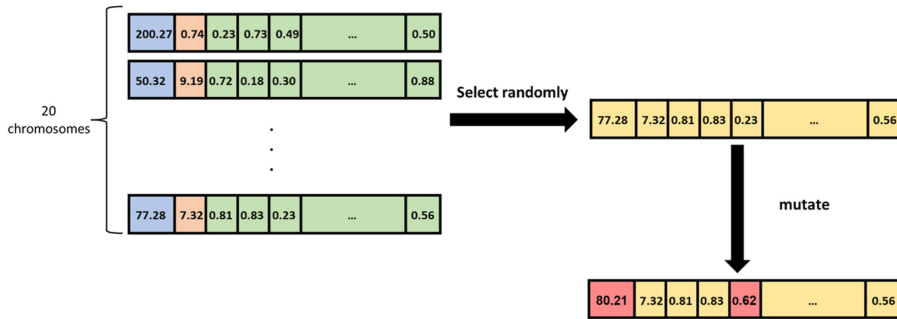 200.27 0.74 0.23 0.73 0.49 ... 0.50
50.32 9.19 0.72 0.18 0.30 ... 0.88
20
chromosomes
77.28 7.32 0.81 0.83 0.23 ... 0.56
Select randomly
77.28 7.32 0.81 0.83 0.23 ... 0.56
mutate
80.21 7.32 0.81 0.83 0.62 ... 0.56